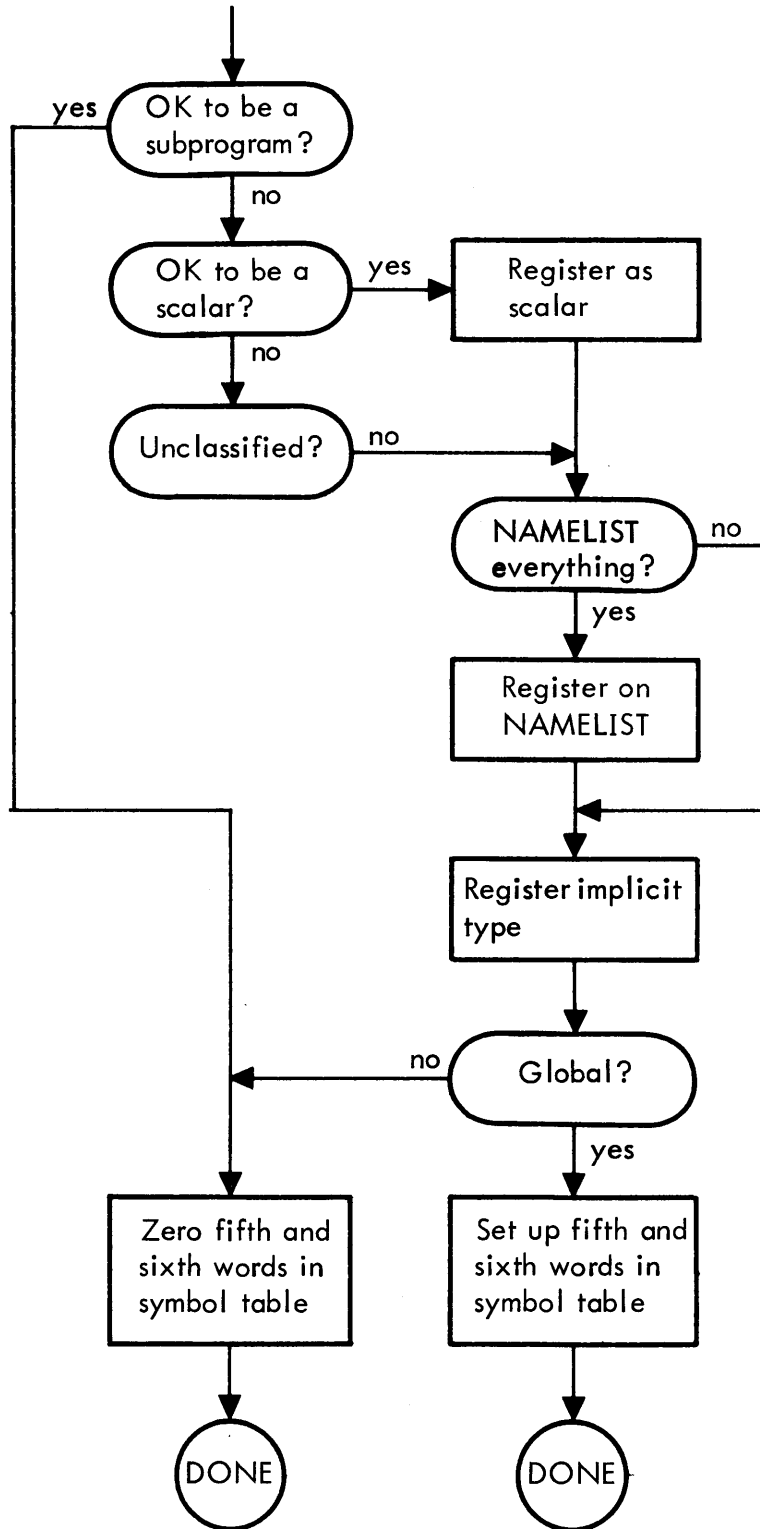 yes
OK to be a
subprogram?
no
OK to be a
scalar?
yes
Register as
scalar
no
Unclassified?
no
NAMELIST
everything?
no
yes
Register on
NAMELIST
Register implicit
type
no
Global?
yes
Zero fifth and
sixth words in
symbol table
Set up fifth and
sixth words in
symbol table
DONE
DONE